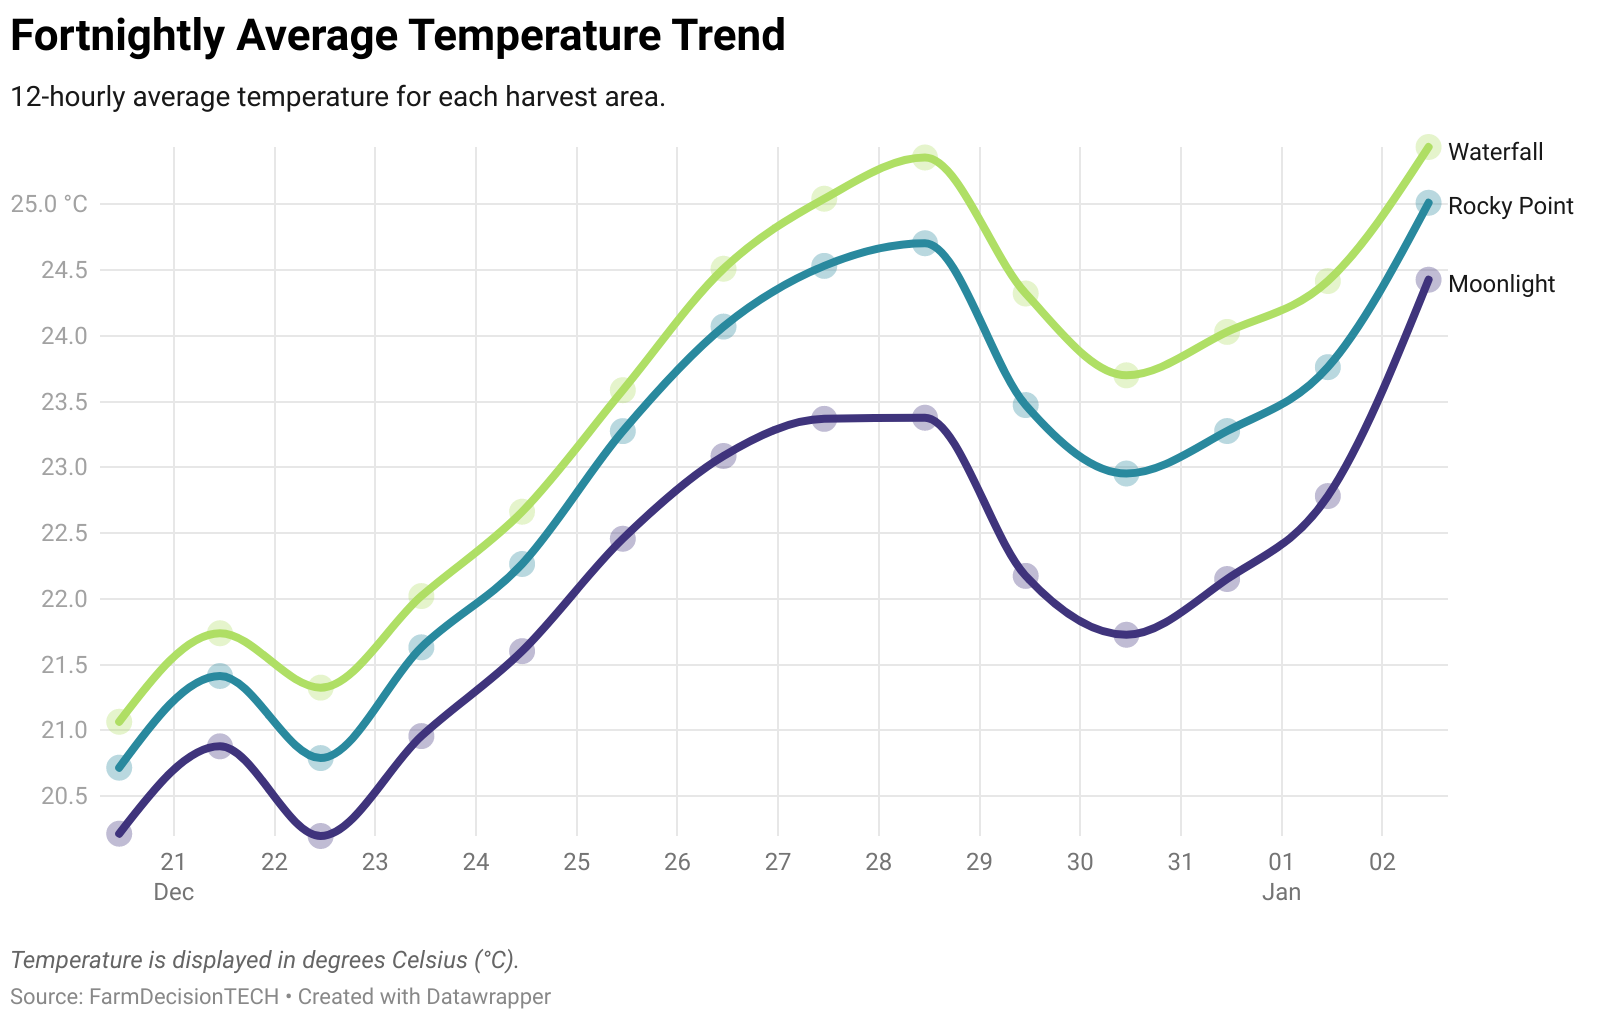 Fortnightly Average Temperature Trend
12-hourly average temperature for each harvest area.
Waterfall
25.0 °C
Rocky Point
24.5
Moonlight
24.0
23.5
23.0
22.5
22.0
21.5
21.0
20.5
21 22 23 24 25 26 27 28 29 30 31 01 02
Dec Jan
Temperature is displayed in degrees Celsius (°C).
Source: FarmDecisionTECH • Created with Datawrapper